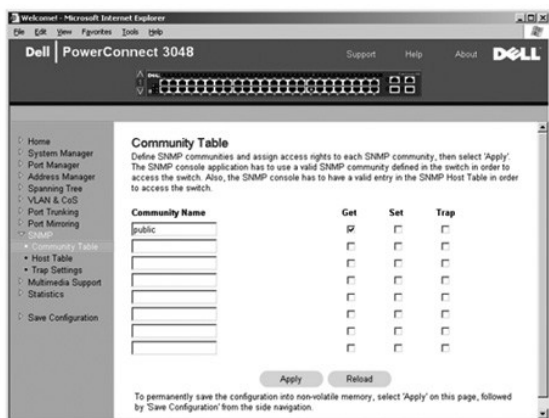 Welcome! - Microsoft Internet Explorer
File Edit View Favorites Tools Help
Dell | PowerConnect 3048
Support Help About DELL
Home
System Manager
Port Manager
Address Manager
Spanning Tree
VLAN & CoS
Port Trunking
Port Mirroring
SNMP
Community Table
Host Table
Trap Settings
Multimedia Support
Statistics
Save Configuration
Community Table
Define SNMP communities and assign access rights to each SNMP community, then select 'Apply'.
The SNMP console application has to use a valid SNMP community defined in the switch in order to
access the switch. Also, the SNMP console has to have a valid entry in the SNMP Host Table in order
to access the switch.
Community Name Get Set Trap
public
Apply Reload
To permanently save the configuration into non-volatile memory, select 'Apply' on this page, followed
by 'Save Configuration' from the side navigation.